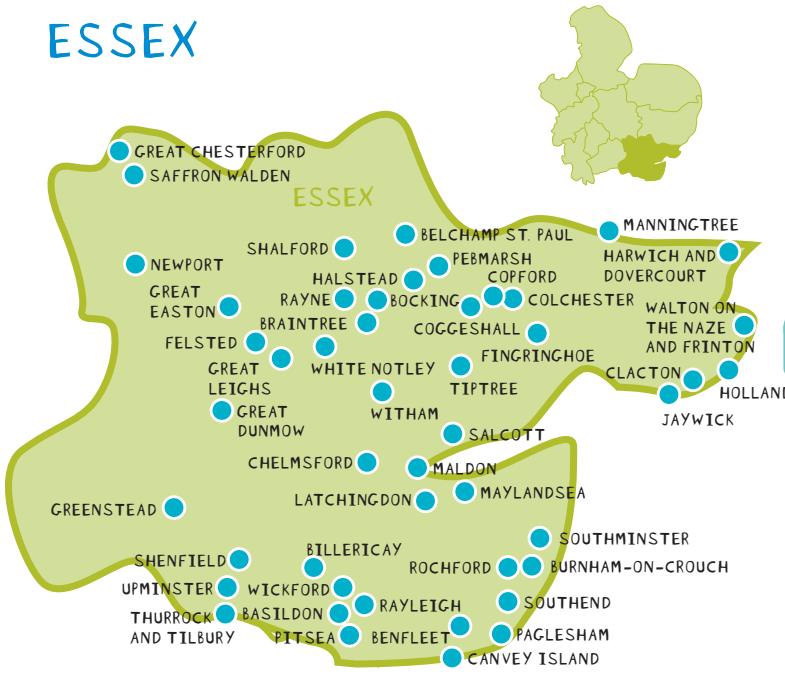 ESSEX
GREAT CHESTERFORD
SAFFRON WALDEN
ESSEX
MANNINGTREE
BELCHAMP ST. PAUL
SHALFORD
HARWICH AND
DOVERCOURT
PEBMARSH
NEWPORT
HALSTEAD
COPFORD
GREAT
EASTON
RAYNE
BOCKING
COLCHESTER
WALTON ON
THE NAZE
AND FRINTON
BRAINTREE
COGGESHALL
FELSTED
FINGRINGHOE
GREAT
LEIGHS
WHITE NOTLEY
CLACTON
TIPTREE
HOLLAND
GREAT
DUNMOW
WITHAM
JAYWICK
SALCOTT
CHELMSFORD
MALDON
LATCHINGDON
MAYLANDSEA
GREENSTEAD
SOUTHMINSTER
BILLERICAY
SHENFIELD
ROCHFORD
BURNHAM-ON-CROUCH
UPMINSTER
WICKFORD
RAYLEIGH
SOUTHEND
THURROCK
AND TILBURY
BASILDON
PITSEA
BENFLEET
PAGLESHAM
CANVEY ISLAND